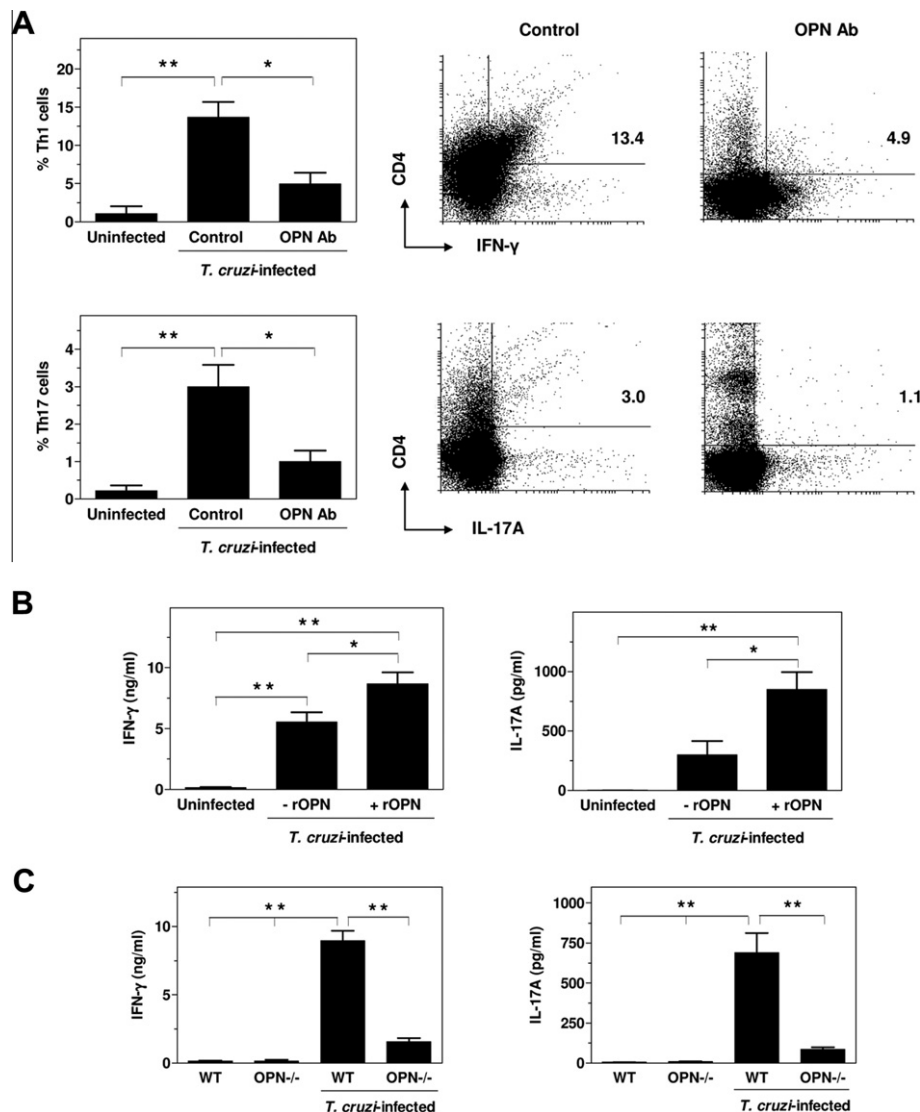 A
Control
OPN Ab
% Th1 cells
20
15
10
5
0
** *
Uninfected Control OPN Ab
T. cruzi-infected
CD4
IFN-γ
13.4
4.9
% Th17 cells
4
3
2
1
0
** *
Uninfected Control OPN Ab
T. cruzi-infected
CD4
IL-17A
3.0
1.1
B
IFN-γ (ng/ml)
10
5
0
**
*
**
Uninfected - rOPN + rOPN
T. cruzi-infected
IL-17A (pg/ml)
1000
500
0
**
*
Uninfected - rOPN + rOPN
T. cruzi-infected
C
IFN-γ (ng/ml)
10
5
0
** **
WT OPN-/- WT OPN-/-
T. cruzi-infected
IL-17A (pg/ml)
1000
750
500
250
0
** **
WT OPN-/- WT OPN-/-
T. cruzi-infected